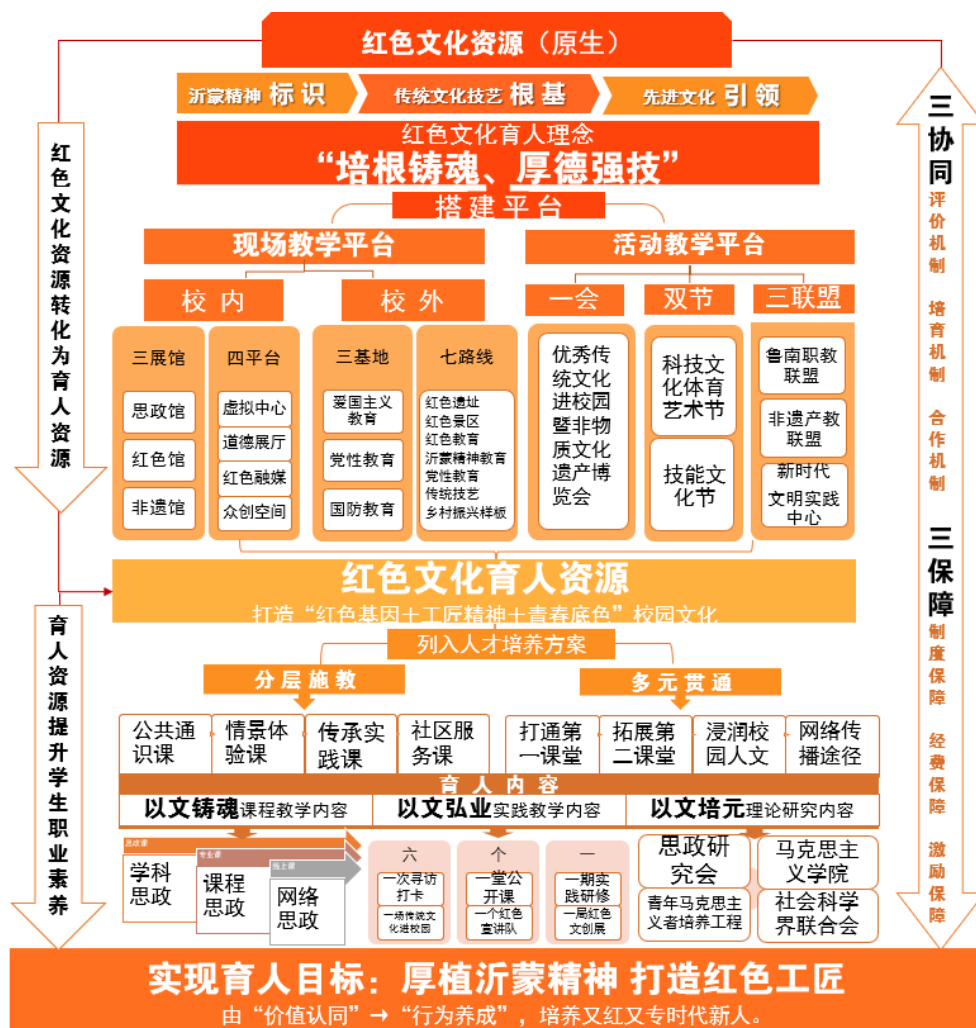 红色文化资源（原生）
沂蒙精神 标识
传统文化技艺 根基
先进文化 引领
红色文化育人理念
“培根铸魂、厚德强技”
搭建平台
现场教学平台
活动教学平台
校内
校外
一会
双节
三联盟
三展馆
思政馆
红色馆
非遗馆
四平台
虚拟中心
道德展厅
红色融媒
众创空间
三基地
爱国主义
教育
党性教育
国防教育
七路线
红色遗址
红色景区
红色教育
沂蒙精神教育
党性教育
传统技艺
乡村振兴样板
优秀传
统文化
进校园
暨非物
质文化
遗产博
览会
科技文
化体育
艺术节
技能文
化节
鲁南职教
联盟
非遗产教
联盟
新时代
文明实践
中心
红色文化资源转化为育人资源
三协同
评价机制
培育机制
合作机制
红色文化育人资源
打造“红色基因＋工匠精神＋青春底色”校园文化
列入人才培养方案
分层施教
多元贯通
公共通
识课
情景体
验课
传承实
践课
社区服
务课
打通第
一课堂
拓展第
二课堂
浸润校
园人文
网络传
播途径
育人内容
以文铸魂课程教学内容
以文弘业实践教学内容
以文培元理论研究内容
思政课
学科
思政
专业课
课程
思政
线上课
网络
思政
六
个
一
一次寻访
打卡
一场传统文
化进校园
一堂公
开课
一个红色
宣讲队
一期实
践研修
一局红色
文创展
思政研
究会
马克思主
义学院
青年马克思主
义者培养工程
社会科学
界联合会
育人资源提升学生职业素养
三保障
制度保障
经费保障
激励保障
实现育人目标：厚植沂蒙精神 打造红色工匠
由“价值认同”→“行为养成”，培养又红又专时代新人。